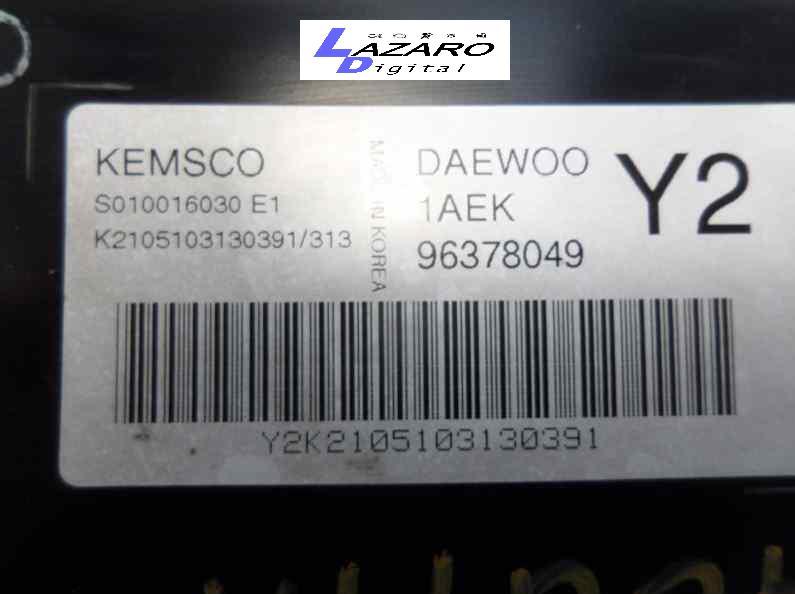 LAZARO
Digital
KEMSCO
S010016030 E1
K2105103130391/313
MADE IN KOREA
DAEWOO
1AEK
96378049
Y2
Y2K2105103130391